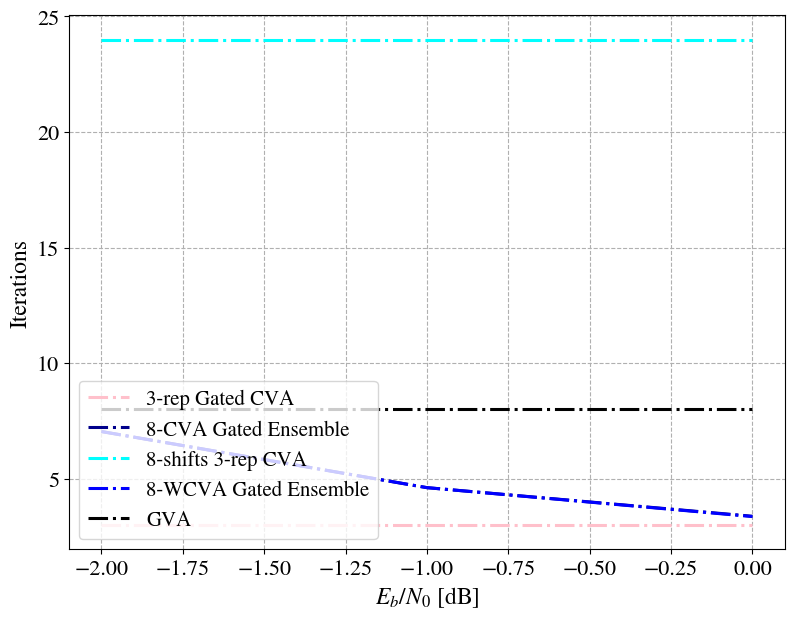 25
20
15
10
5
Iterations
3-rep Gated CVA
8-CVA Gated Ensemble
8-shifts 3-rep CVA
8-WCVA Gated Ensemble
GVA
−2.00 −1.75 −1.50 −1.25 −1.00 −0.75 −0.50 −0.25 0.00
E_b/N_0 [dB]